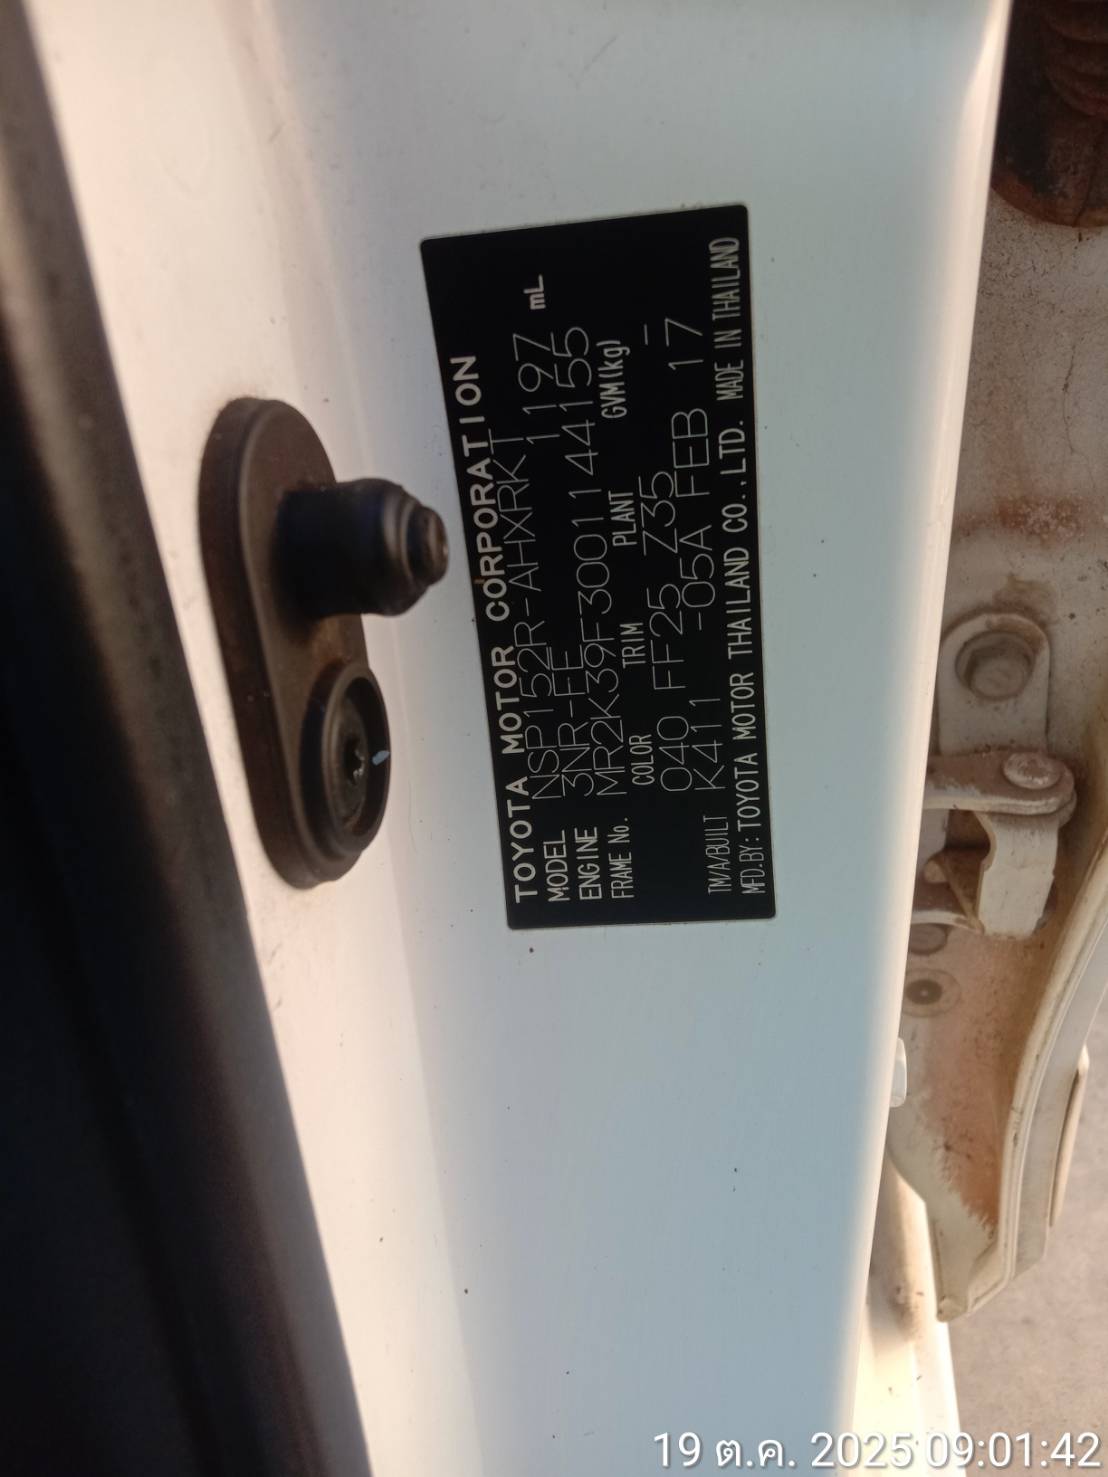 TOYOTA MOTOR CORPORATION
MODEL NSP152R-AHXRKT
ENGINE 3NR-FE 1197 mL
FRAME No. MR2K39F3001144155
COLOR TRIM PLANT GVM(kg)
040 FF25 Z35 -
TM/A/BUILT K411 -05A FEB 17
MFD.BY: TOYOTA MOTOR THAILAND CO.,LTD. MADE IN THAILAND
19 ต.ค. 2025 09:01:42